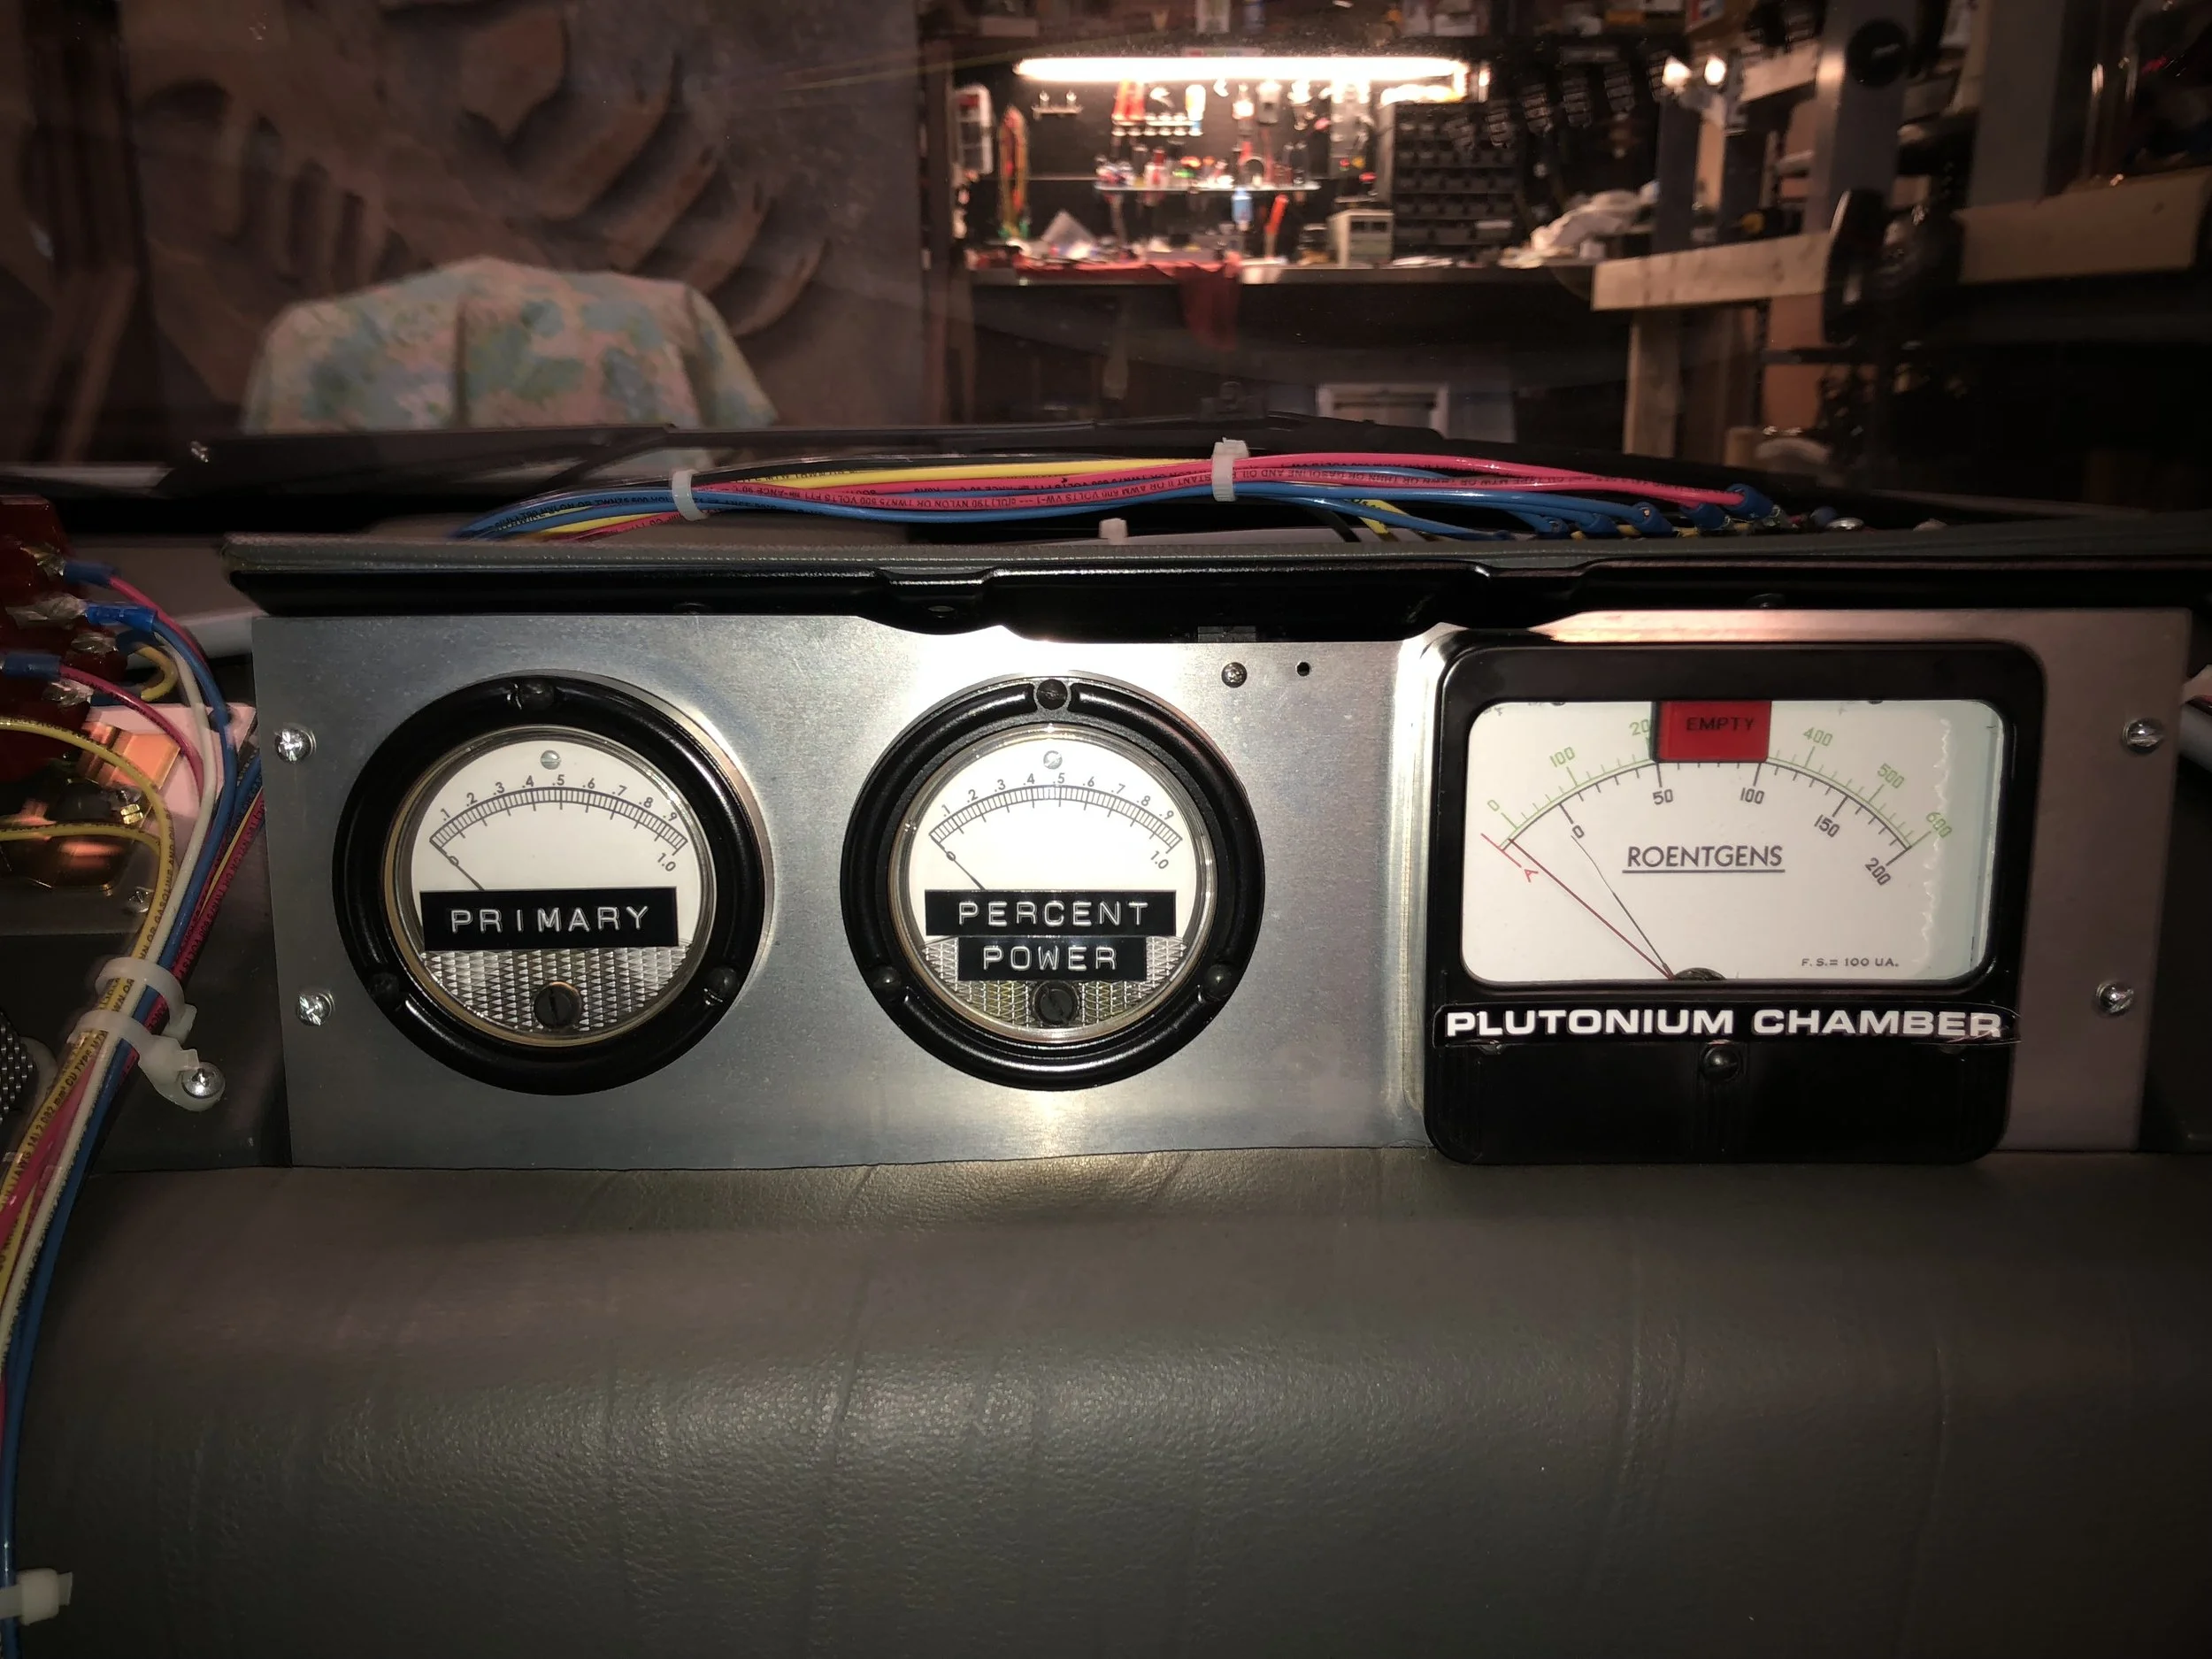 .1 .2 .3 .4 .5 .6 .7 .8 .9
0 1.0
PRIMARY
.1 .2 .3 .4 .5 .6 .7 .8 .9
0 1.0
PERCENT
POWER
EMPTY
0 100 20 400 500 600
0 50 100 150 200
ROENTGENS
F.S.= 100 UA.
PLUTONIUM CHAMBER